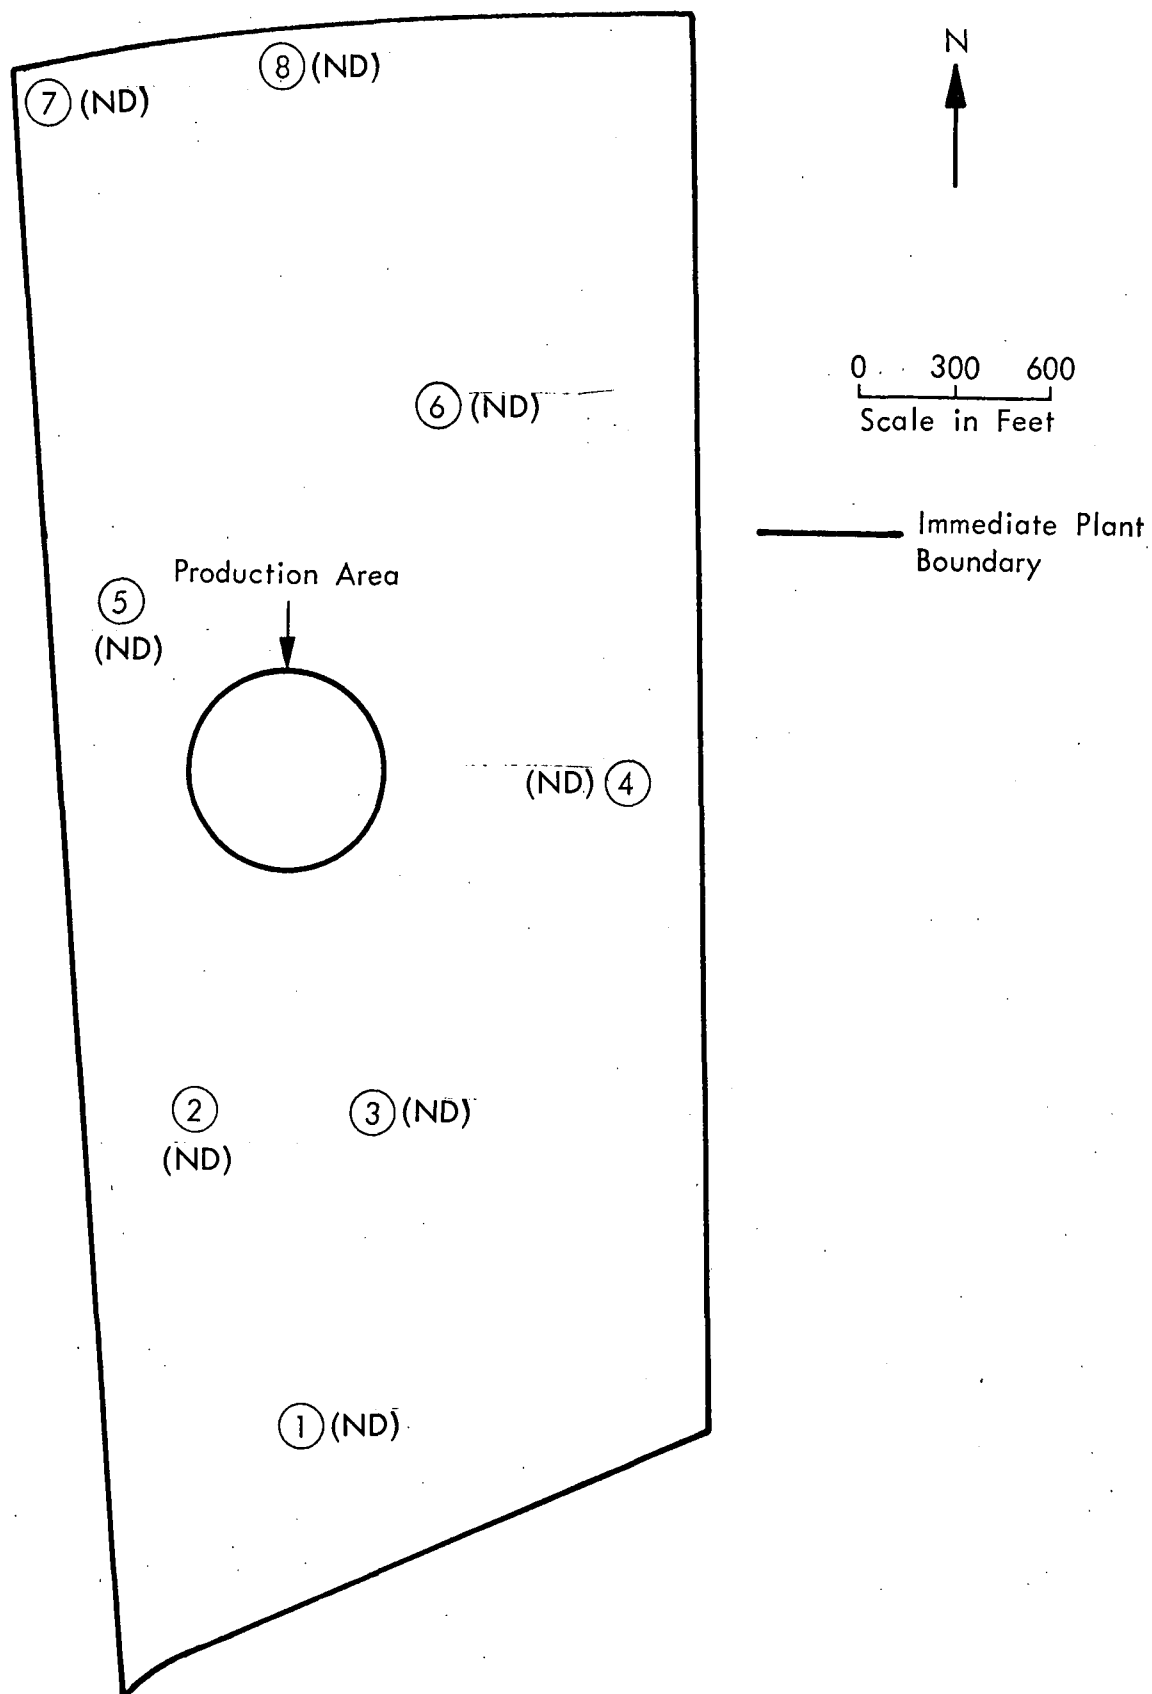 8 (ND)
7 (ND)
N
0 300 600
Scale in Feet
6 (ND)
Immediate Plant
Boundary
Production Area
5
(ND)
(ND) 4
2
(ND)
3 (ND)
1 (ND)